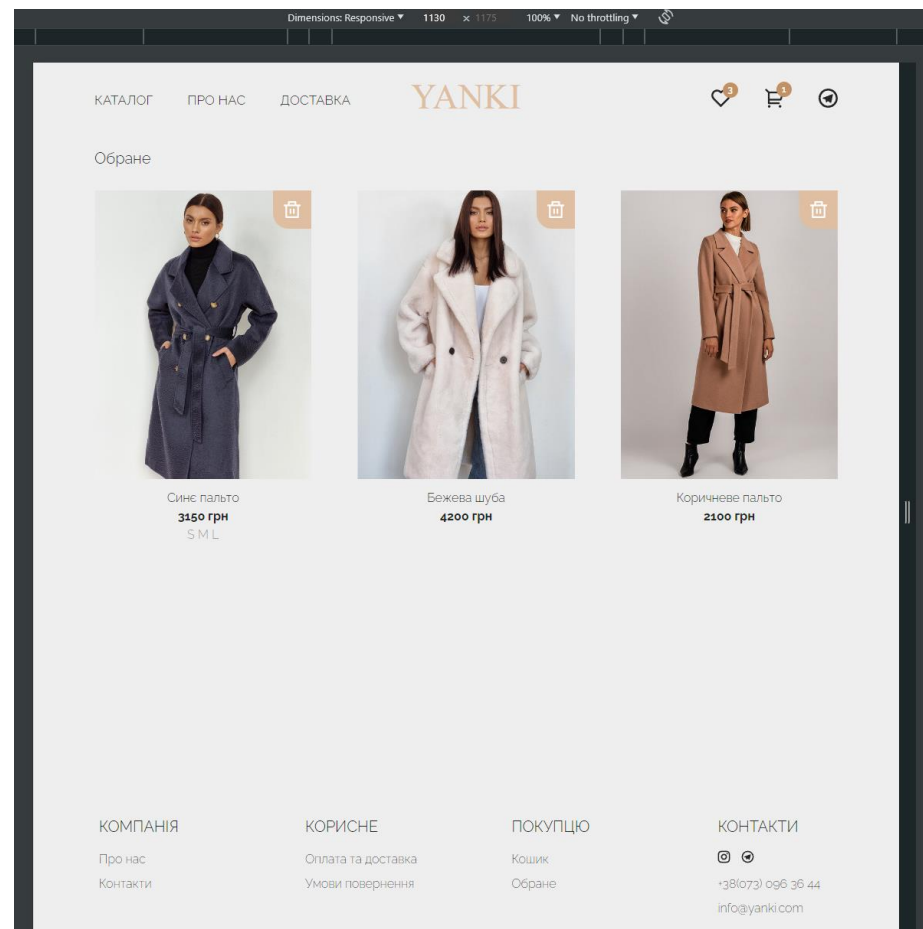 Dimensions: Responsive ▼ 1130 × 1175 100% ▼ No throttling ▼
КАТАЛОГ ПРО НАС ДОСТАВКА YANKI 3 1
Обране
Синє пальто Бежева шуба Коричневе пальто
3150 грн 4200 грн 2100 грн
S M L
КОМПАНІЯ КОРИСНЕ ПОКУПЦЮ КОНТАКТИ
Про нас Оплата та доставка Кошик
Контакти Умови повернення Обране +38(073) 096 36 44
info@yanki.com